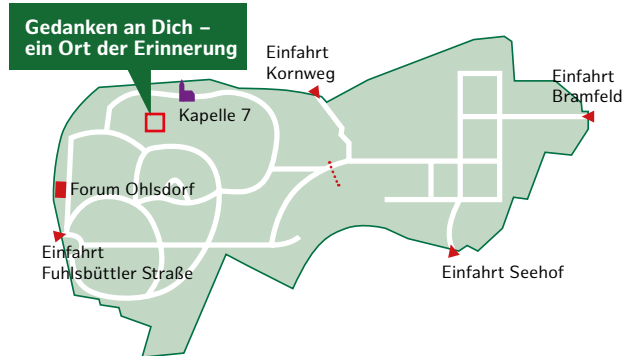 Gedanken an Dich –
ein Ort der Erinnerung
Einfahrt
Kornweg
Einfahrt
Bramfeld
Kapelle 7
Forum Ohlsdorf
Einfahrt
Fuhlsbüttler Straße
Einfahrt Seehof